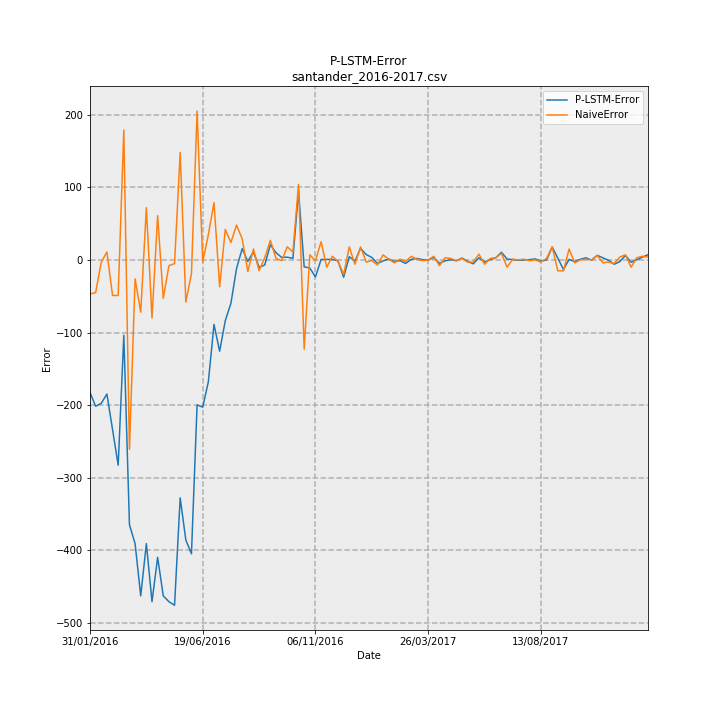 P-LSTM-Error
santander_2016-2017.csv
P-LSTM-Error
NaiveError
200
100
0
−100
−200
−300
−400
−500
Error
31/01/2016 19/06/2016 06/11/2016 26/03/2017 13/08/2017
Date